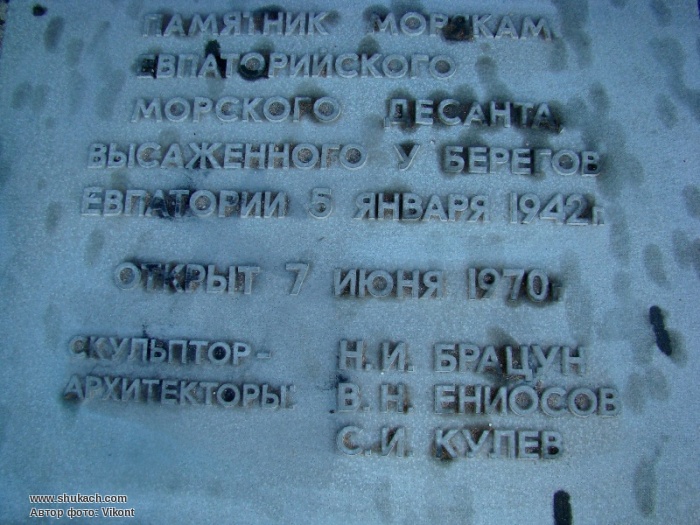 ПАМЯТНИК МОРЯКАМ
ЕВПАТОРИЙСКОГО
МОРСКОГО ДЕСАНТА,
ВЫСАЖЕННОГО У БЕРЕГОВ
ЕВПАТОРИИ 5 ЯНВАРЯ 1942 г.
ОТКРЫТ 7 ИЮНЯ 1970 г
СКУЛЬПТОР – Н.И. БРАЦУН
АРХИТЕКТОРЫ: В.Н. ЕНИОСОВ
С.И. КУЛЕВ
www.shukach.com
Автор фото: Vikont